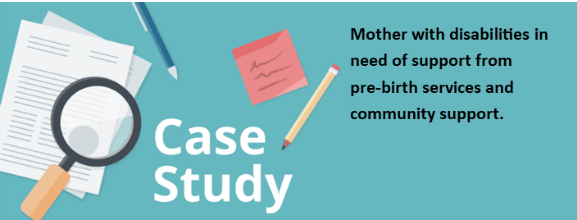 Mother with disabilities in
need of support from
pre-birth services and
community support.
Case
Study